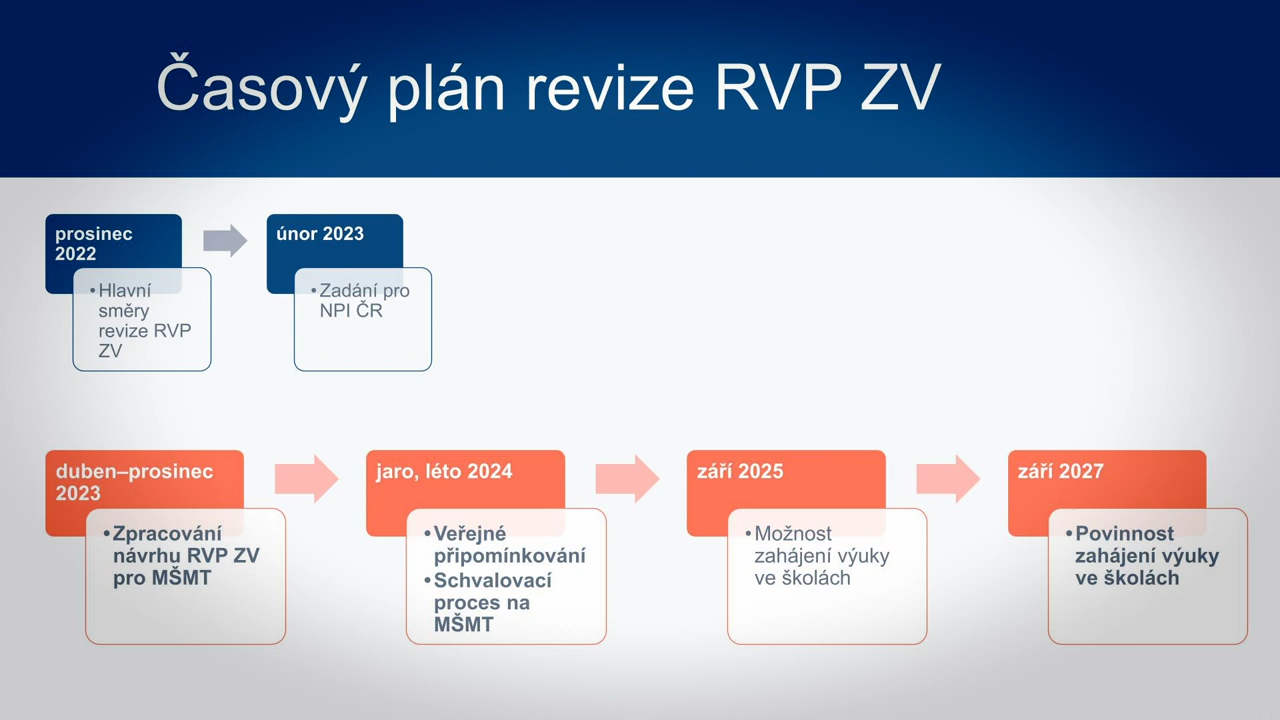 Časový plán revize RVP ZV
prosinec
2022
• Hlavní
směry
revize RVP
ZV
únor 2023
• Zadání pro
NPI ČR
duben–prosinec
2023
• Zpracování
návrhu RVP ZV
pro MŠMT
jaro, léto 2024
• Veřejné
připomínkování
• Schvalovací
proces na
MŠMT
září 2025
• Možnost
zahájení výuky
ve školách
září 2027
• Povinnost
zahájení výuky
ve školách